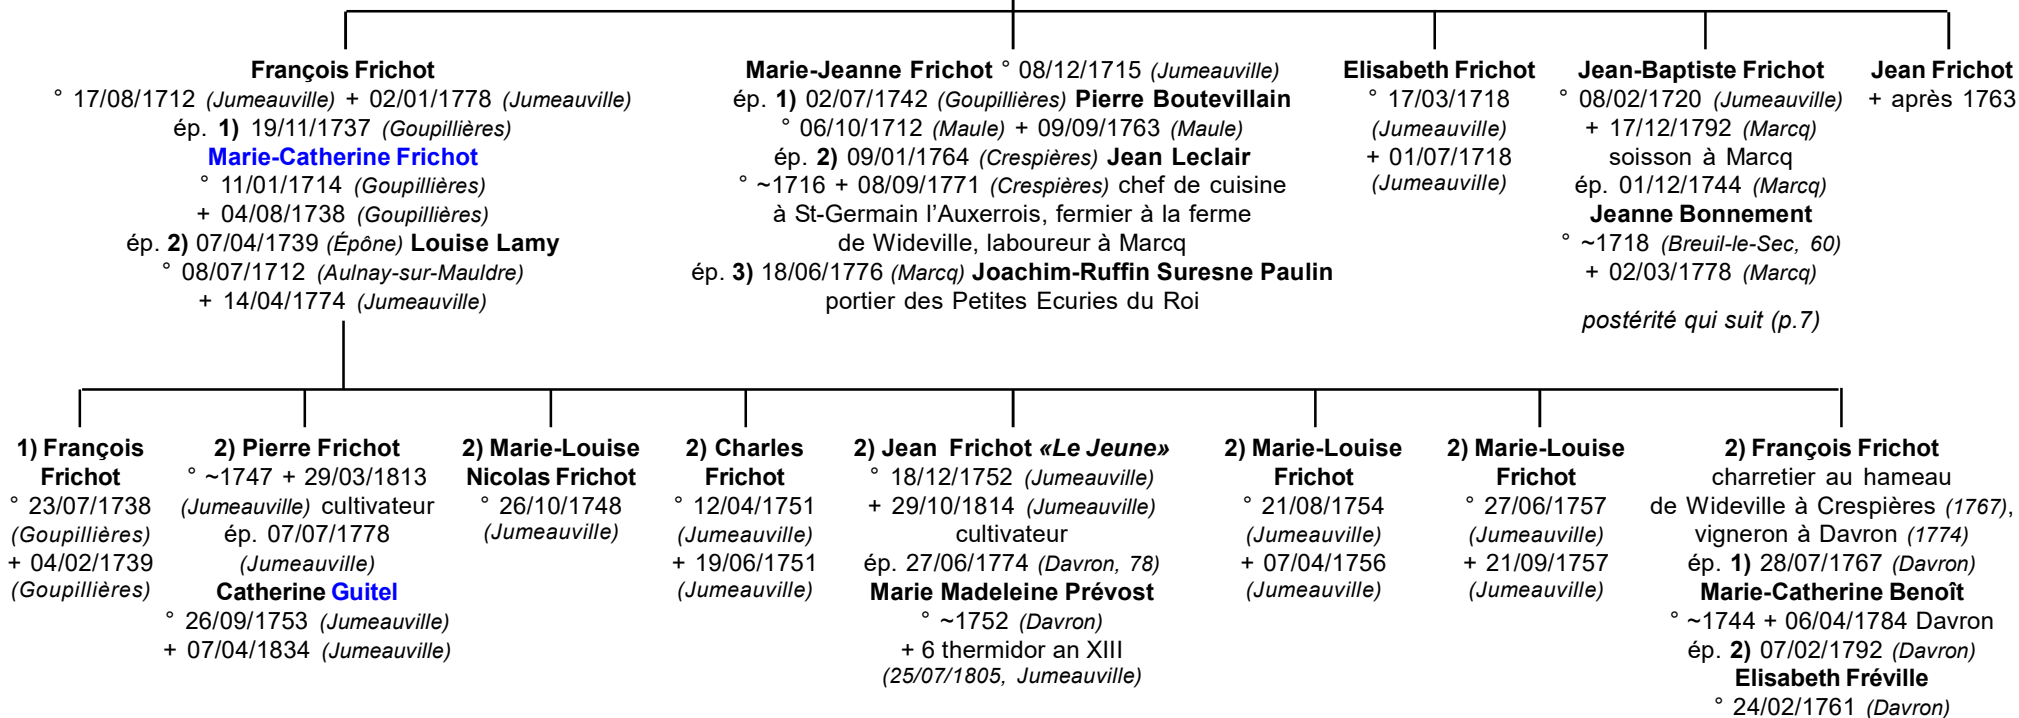 François Frichot
° 17/08/1712 (Jumeauville) + 02/01/1778 (Jumeauville)
ép. 1) 19/11/1737 (Goupillières)
Marie-Catherine Frichot
° 11/01/1714 (Goupillières)
+ 04/08/1738 (Goupillières)
ép. 2) 07/04/1739 (Épône) Louise Lamy
° 08/07/1712 (Aulnay-sur-Mauldre)
+ 14/04/1774 (Jumeauville)
Marie-Jeanne Frichot ° 08/12/1715 (Jumeauville)
ép. 1) 02/07/1742 (Goupillières) Pierre Boutevillain
° 06/10/1712 (Maule) + 09/09/1763 (Maule)
ép. 2) 09/01/1764 (Crespières) Jean Leclair
° ~1716 + 08/09/1771 (Crespières) chef de cuisine
à St-Germain l'Auxerrois, fermier à la ferme
de Wideville, laboureur à Marcq
ép. 3) 18/06/1776 (Marcq) Joachim-Ruffin Suresne Paulin
portier des Petites Ecuries du Roi
Elisabeth Frichot
° 17/03/1718
(Jumeauville)
+ 01/07/1718
(Jumeauville)
Jean-Baptiste Frichot
° 08/02/1720 (Jumeauville)
+ 17/12/1792 (Marcq)
soisson à Marcq
ép. 01/12/1744 (Marcq)
Jeanne Bonnement
° ~1718 (Breuil-le-Sec, 60)
+ 02/03/1778 (Marcq)
postérité qui suit (p.7)
Jean Frichot
+ après 1763
1) François
Frichot
° 23/07/1738
(Goupillières)
+ 04/02/1739
(Goupillières)
2) Pierre Frichot
° ~1747 + 29/03/1813
(Jumeauville) cultivateur
ép. 07/07/1778
(Jumeauville)
Catherine Guitel
° 26/09/1753 (Jumeauville)
+ 07/04/1834 (Jumeauville)
2) Marie-Louise
Nicolas Frichot
° 26/10/1748
(Jumeauville)
2) Charles
Frichot
° 12/04/1751
(Jumeauville)
+ 19/06/1751
(Jumeauville)
2) Jean Frichot «Le Jeune»
° 18/12/1752 (Jumeauville)
+ 29/10/1814 (Jumeauville)
cultivateur
ép. 27/06/1774 (Davron, 78)
Marie Madeleine Prévost
° ~1752 (Davron)
+ 6 thermidor an XIII
(25/07/1805, Jumeauville)
2) Marie-Louise
Frichot
° 21/08/1754
(Jumeauville)
+ 07/04/1756
(Jumeauville)
2) Marie-Louise
Frichot
° 27/06/1757
(Jumeauville)
+ 21/09/1757
(Jumeauville)
2) François Frichot
charretier au hameau
de Wideville à Crespières (1767),
vigneron à Davron (1774)
ép. 1) 28/07/1767 (Davron)
Marie-Catherine Benoît
° ~1744 + 06/04/1784 Davron
ép. 2) 07/02/1792 (Davron)
Elisabeth Fréville
° 24/02/1761 (Davron)